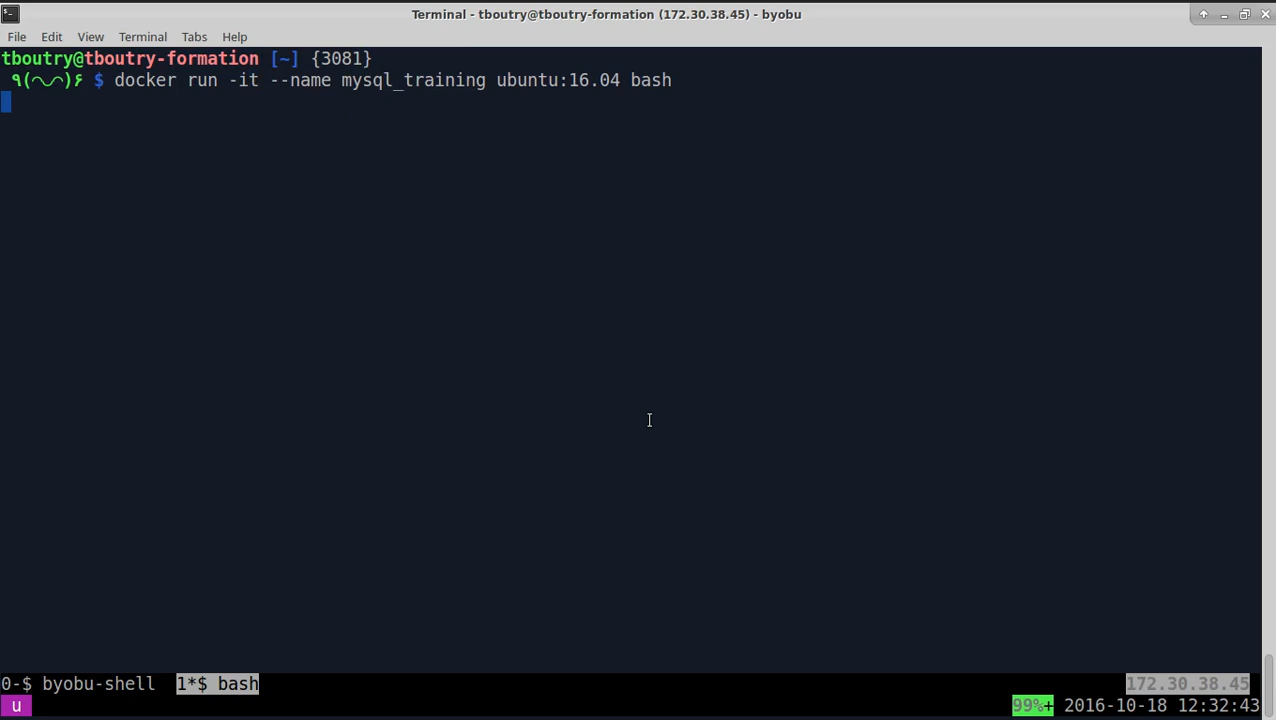 Terminal - tboutry@tboutry-formation (172.30.38.45) - byobu
File Edit View Terminal Tabs Help
tboutry@tboutry-formation [~] {3081}
٩(◠◡◠)۶ $ docker run -it --name mysql_training ubuntu:16.04 bash
0-$ byobu-shell 1*$ bash 172.30.38.45
u 99%+ 2016-10-18 12:32:43